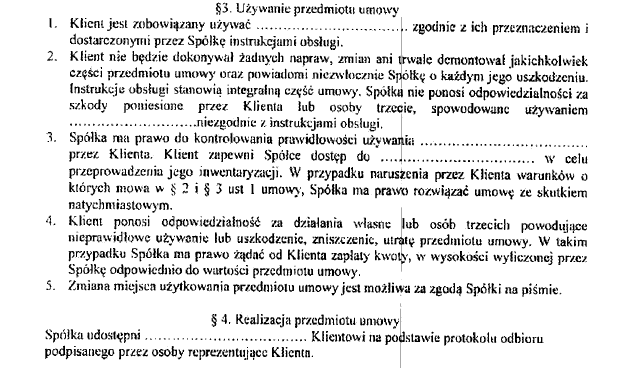 §3. Używanie przedmiotu umowy
1. Klient jest zobowiązany używać ................................ zgodnie z ich przeznaczeniem i
dostarczonymi przez Spółkę instrukcjami obsługi.
2. Klient nie będzie dokonywał żadnych napraw, zmian ani trwale demontował jakichkolwiek
części przedmiotu umowy oraz powiadomi niezwłocznie Spółkę o każdym jego uszkodzeniu.
Instrukcje obsługi stanowią integralną część umowy. Spółka nie ponosi odpowiedzialności za
szkody poniesione przez Klienta lub osoby trzecie, spowodowane używaniem
..........................niezgodnie z instrukcjami obsługi.
3. Spółka ma prawo do kontrolowania prawidłowości używania ................................
przez Klienta. Klient zapewni Spółce dostęp do ................................ w celu
przeprowadzenia jego inwentaryzacji. W przypadku naruszenia przez Klienta warunków o
których mowa w § 2 i § 3 ust 1 umowy, Spółka ma prawo rozwiązać umowę ze skutkiem
natychmiastowym.
4. Klient ponosi odpowiedzialność za działania własne lub osób trzecich powodujące
nieprawidłowe używanie lub uszkodzenie, zniszczenie, utratę przedmiotu umowy. W takim
przypadku Spółka ma prawo żądać od Klienta zapłaty kwoty, w wysokości wyliczonej przez
Spółkę odpowiednio do wartości przedmiotu umowy.
5. Zmiana miejsca użytkowania przedmiotu umowy jest możliwa za zgodą Spółki na piśmie.
§ 4. Realizacja przedmiotu umowy
Spółka udostępni ................................ Klientowi na podstawie protokołu odbioru
podpisanego przez osoby reprezentujące Klienta.